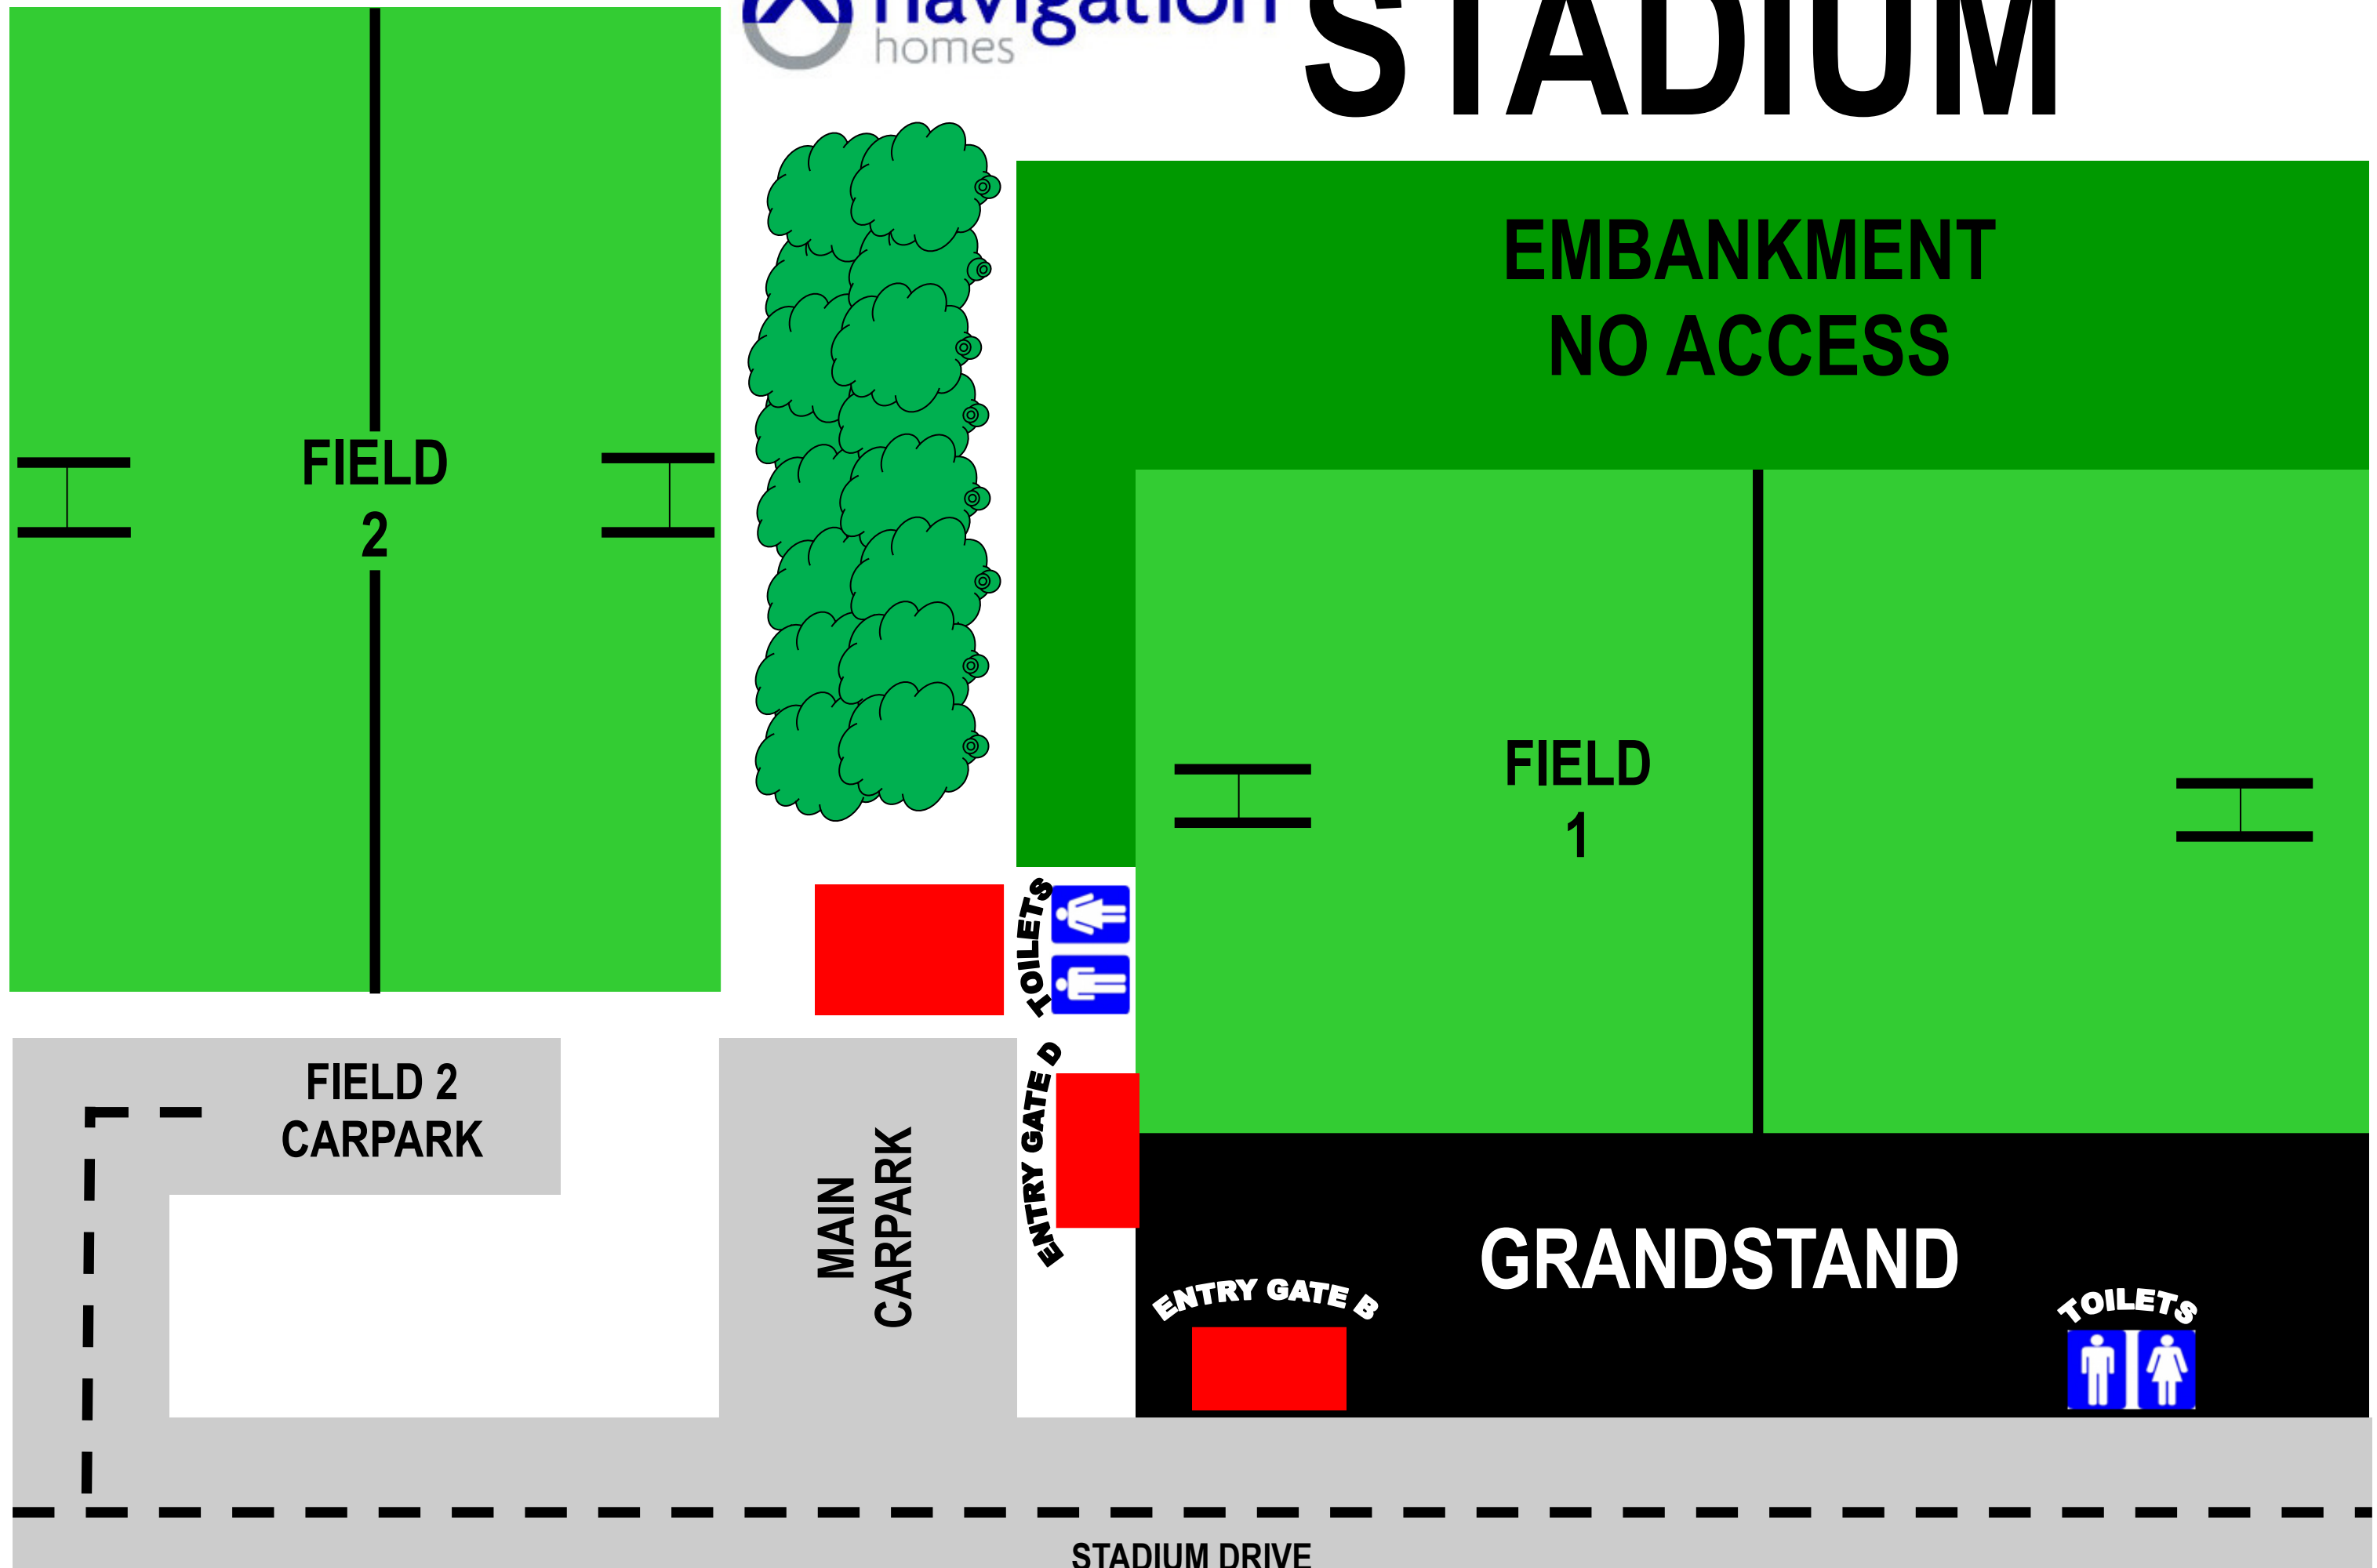 navigation
homes
STADIUM
EMBANKMENT
NO ACCESS
FIELD
2
FIELD
1
TOILETS
FIELD 2
CARPARK
MAIN
CARPARK
ENTRY GATE D
GRANDSTAND
ENTRY GATE B
TOILETS
STADIUM DRIVE